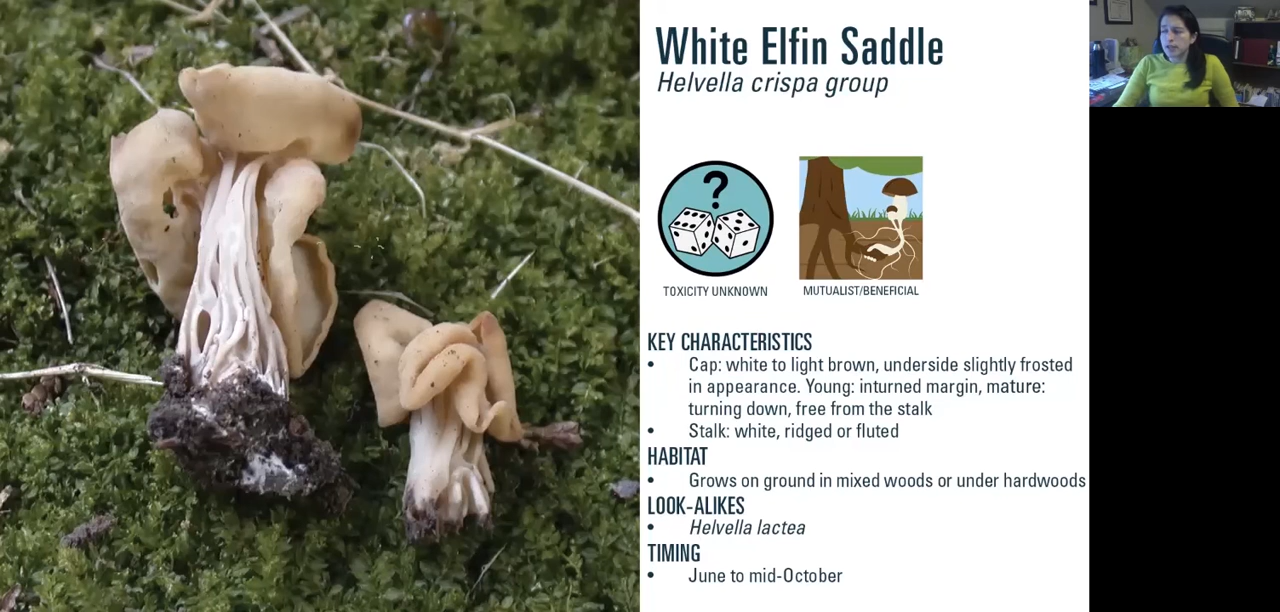 White Elfin Saddle
Helvella crispa group
?
TOXICITY UNKNOWN
MUTUALIST/BENEFICIAL
KEY CHARACTERISTICS
• Cap: white to light brown, underside slightly frosted
in appearance. Young: inturned margin, mature:
turning down, free from the stalk
• Stalk: white, ridged or fluted
HABITAT
• Grows on ground in mixed woods or under hardwoods
LOOK-ALIKES
• Helvella lactea
TIMING
• June to mid-October